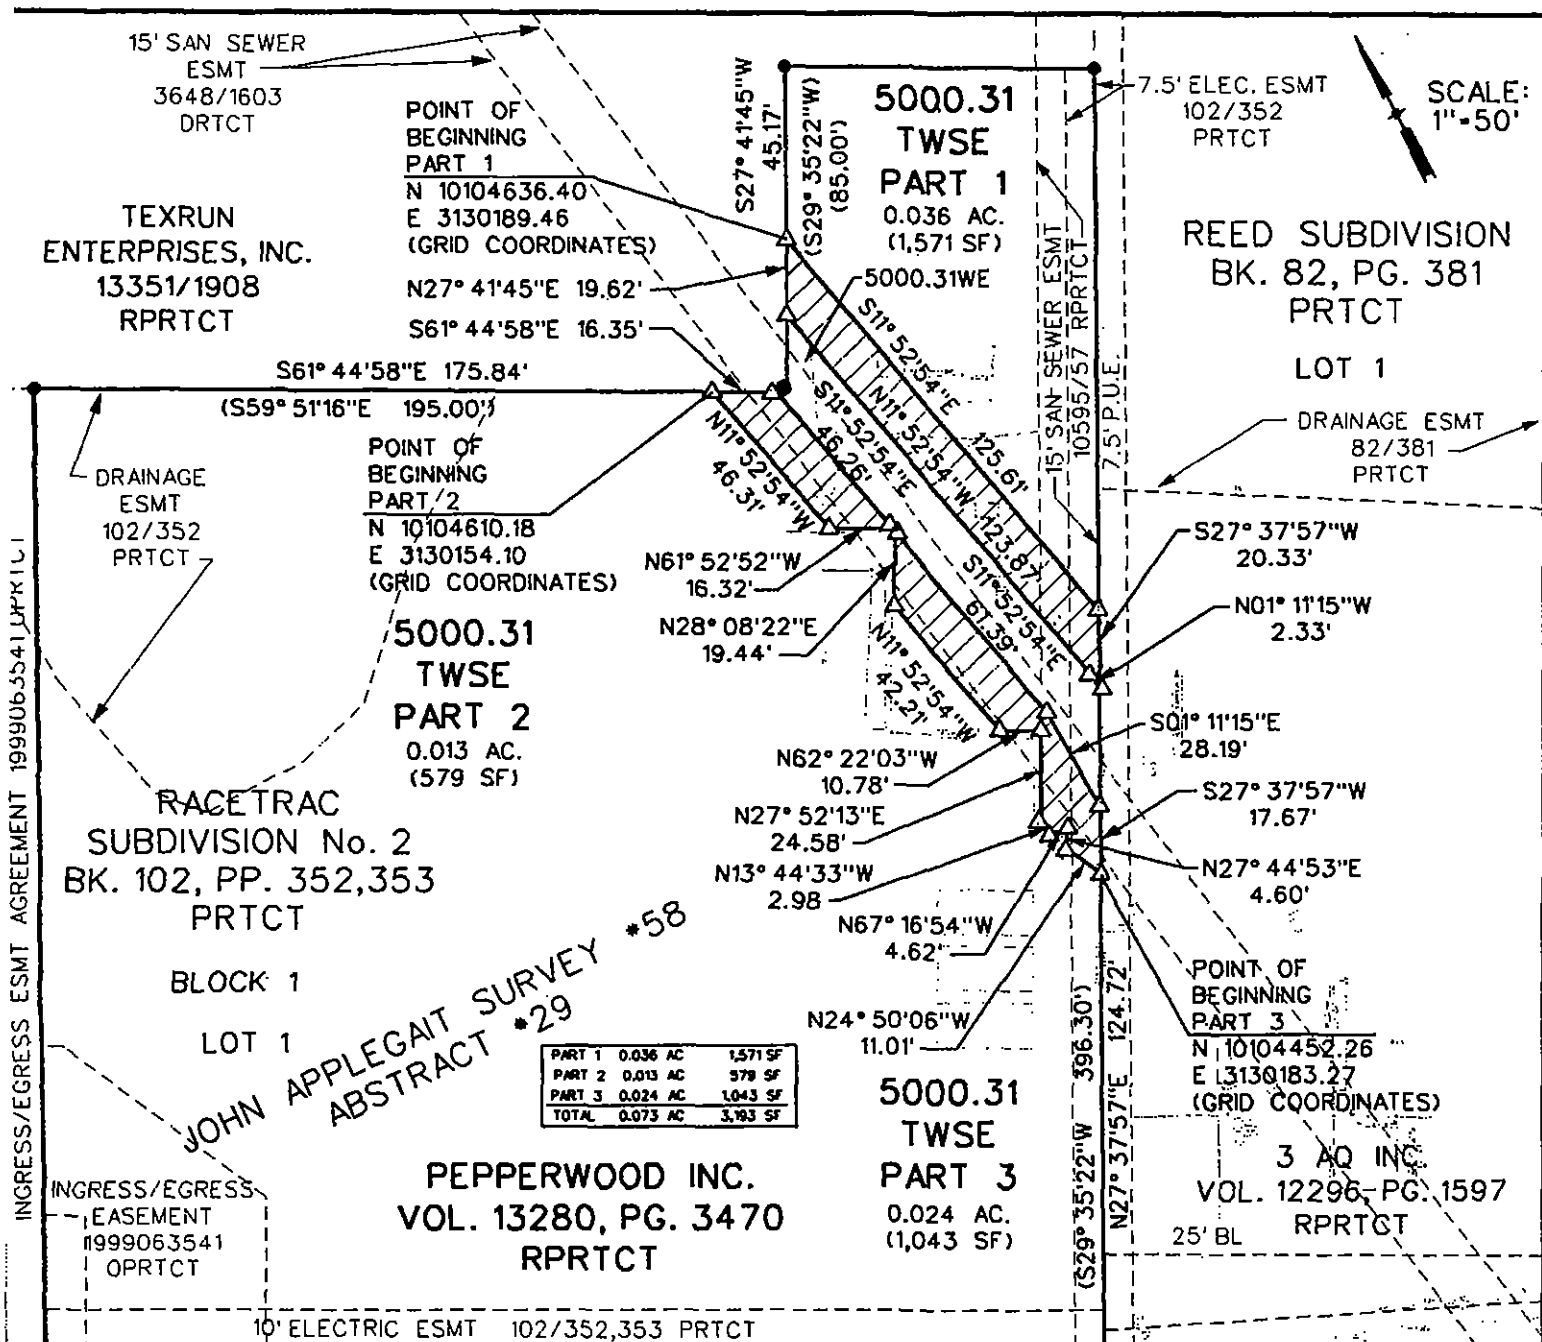 15' SAN SEWER
ESMT
3648/1603
DRTCT
POINT OF
BEGINNING
PART 1
N 10104636.40
E 3130189.46
(GRID COORDINATES)
N27° 41'45"E 19.62'
S61° 44'58"E 16.35'
S27° 41'45"W
45.17'
(S29° 35'22"W)
(85.00')
5000.31
TWSE
PART 1
0.036 AC.
(1,571 SF)
5000.31WE
7.5' ELEC. ESMT
102/352
PRTCT
SCALE:
1"=50'
TEXRUN
ENTERPRISES, INC.
13351/1908
RPRTCT
REED SUBDIVISION
BK. 82, PG. 381
PRTCT
LOT 1
S61° 44'58"E 175.84'
(S59° 51'16"E 195.00')
DRAINAGE
ESMT
102/352
PRTCT
POINT OF
BEGINNING
PART 2
N 10104610.18
E 3130154.10
(GRID COORDINATES)
N11° 52'54"W
46.31'
S11° 52'54"E
46.26'
S11° 52'54"E
125.61'
N11° 52'54"W 123.87'
S11° 52'54"E
61.39'
15' SAN SEWER ESMT
10595/57 RPRTCT
7.5' P.U.E.
DRAINAGE ESMT
82/381
PRTCT
S27° 37'57"W
20.33'
N01° 11'15"W
2.33'
N61° 52'52"W
16.32'
N28° 08'22"E
19.44'
N11° 52'54"W
42.21'
5000.31
TWSE
PART 2
0.013 AC.
(579 SF)
N62° 22'03"W
10.78'
N27° 52'13"E
24.58'
N13° 44'33"W
2.98
N67° 16'54"W
4.62'
N24° 50'06"W
11.01'
S01° 11'15"E
28.19'
S27° 37'57"W
17.67'
N27° 44'53"E
4.60'
RACETRAC
SUBDIVISION No. 2
BK. 102, PP. 352,353
PRTCT
BLOCK 1
LOT 1
JOHN APPLEGAIT SURVEY *58
ABSTRACT *29
INGRESS/EGRESS ESMT AGREEMENT 1999063541 OPRTCT
PART 1 0.036 AC 1,571 SF
PART 2 0.013 AC 579 SF
PART 3 0.024 AC 1,043 SF
TOTAL 0.073 AC 3,193 SF
5000.31
TWSE
PART 3
0.024 AC.
(1,043 SF)
(S29° 35'22"W 396.30')
N27° 37'57"E 124.72'
POINT OF
BEGINNING
PART 3
N 10104452.26
E 3130183.27
(GRID COORDINATES)
3 AQ INC.
VOL. 12296, PG. 1597
RPRTCT
25' BL
PEPPERWOOD INC.
VOL. 13280, PG. 3470
RPRTCT
INGRESS/EGRESS
EASEMENT
1999063541
OPRTCT
10' ELECTRIC ESMT 102/352,353 PRTCT